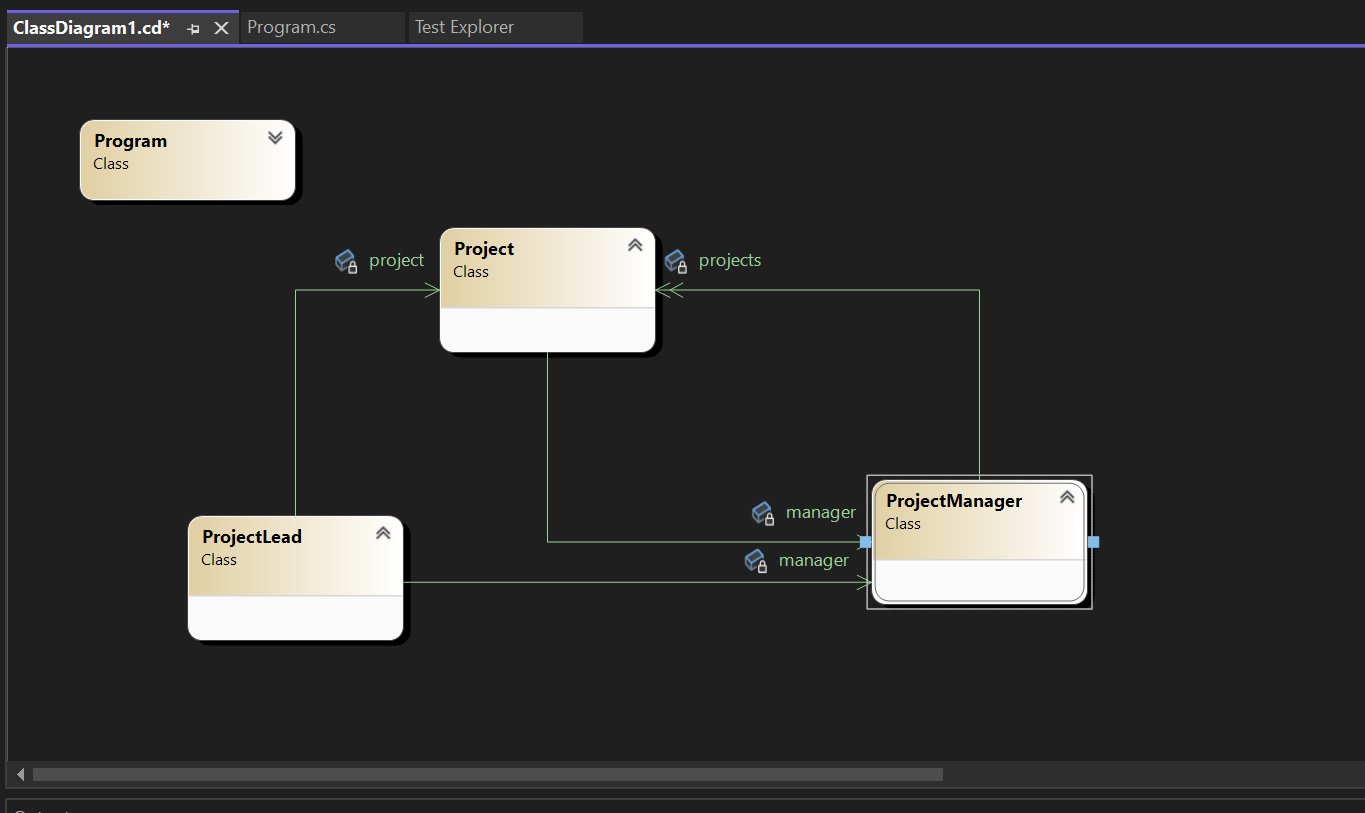 ClassDiagram1.cd*
Program.cs
Test Explorer
Program
Class
project
Project
Class
projects
manager
ProjectManager
Class
ProjectLead
Class
manager